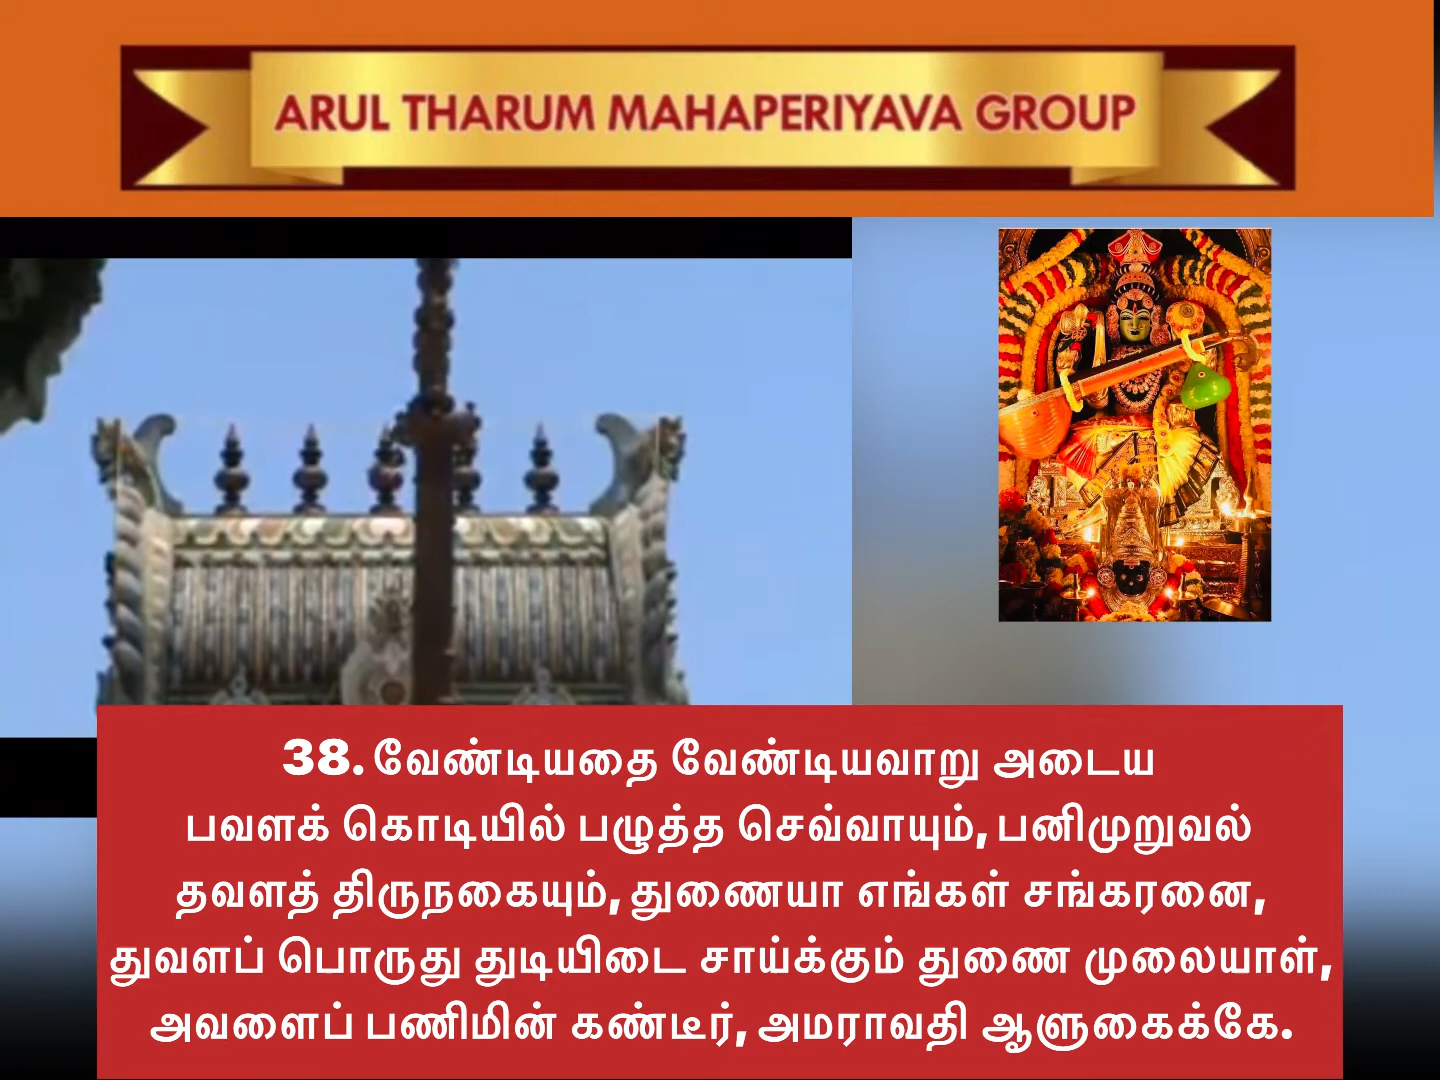 ARUL THARUM MAHAPERIYAVA GROUP
38. வேண்டியதை வேண்டியவாறு அடைய
பவளக் கொடியில் பழுத்த செவ்வாயும், பனிமுறுவல்
தவளத் திருநகையும், துணையா எங்கள் சங்கரனை,
துவளப் பொருது துடியிடை சாய்க்கும் துணை முலையாள்,
அவளைப் பணிமின் கண்டீர், அமராவதி ஆளுகைக்கே.